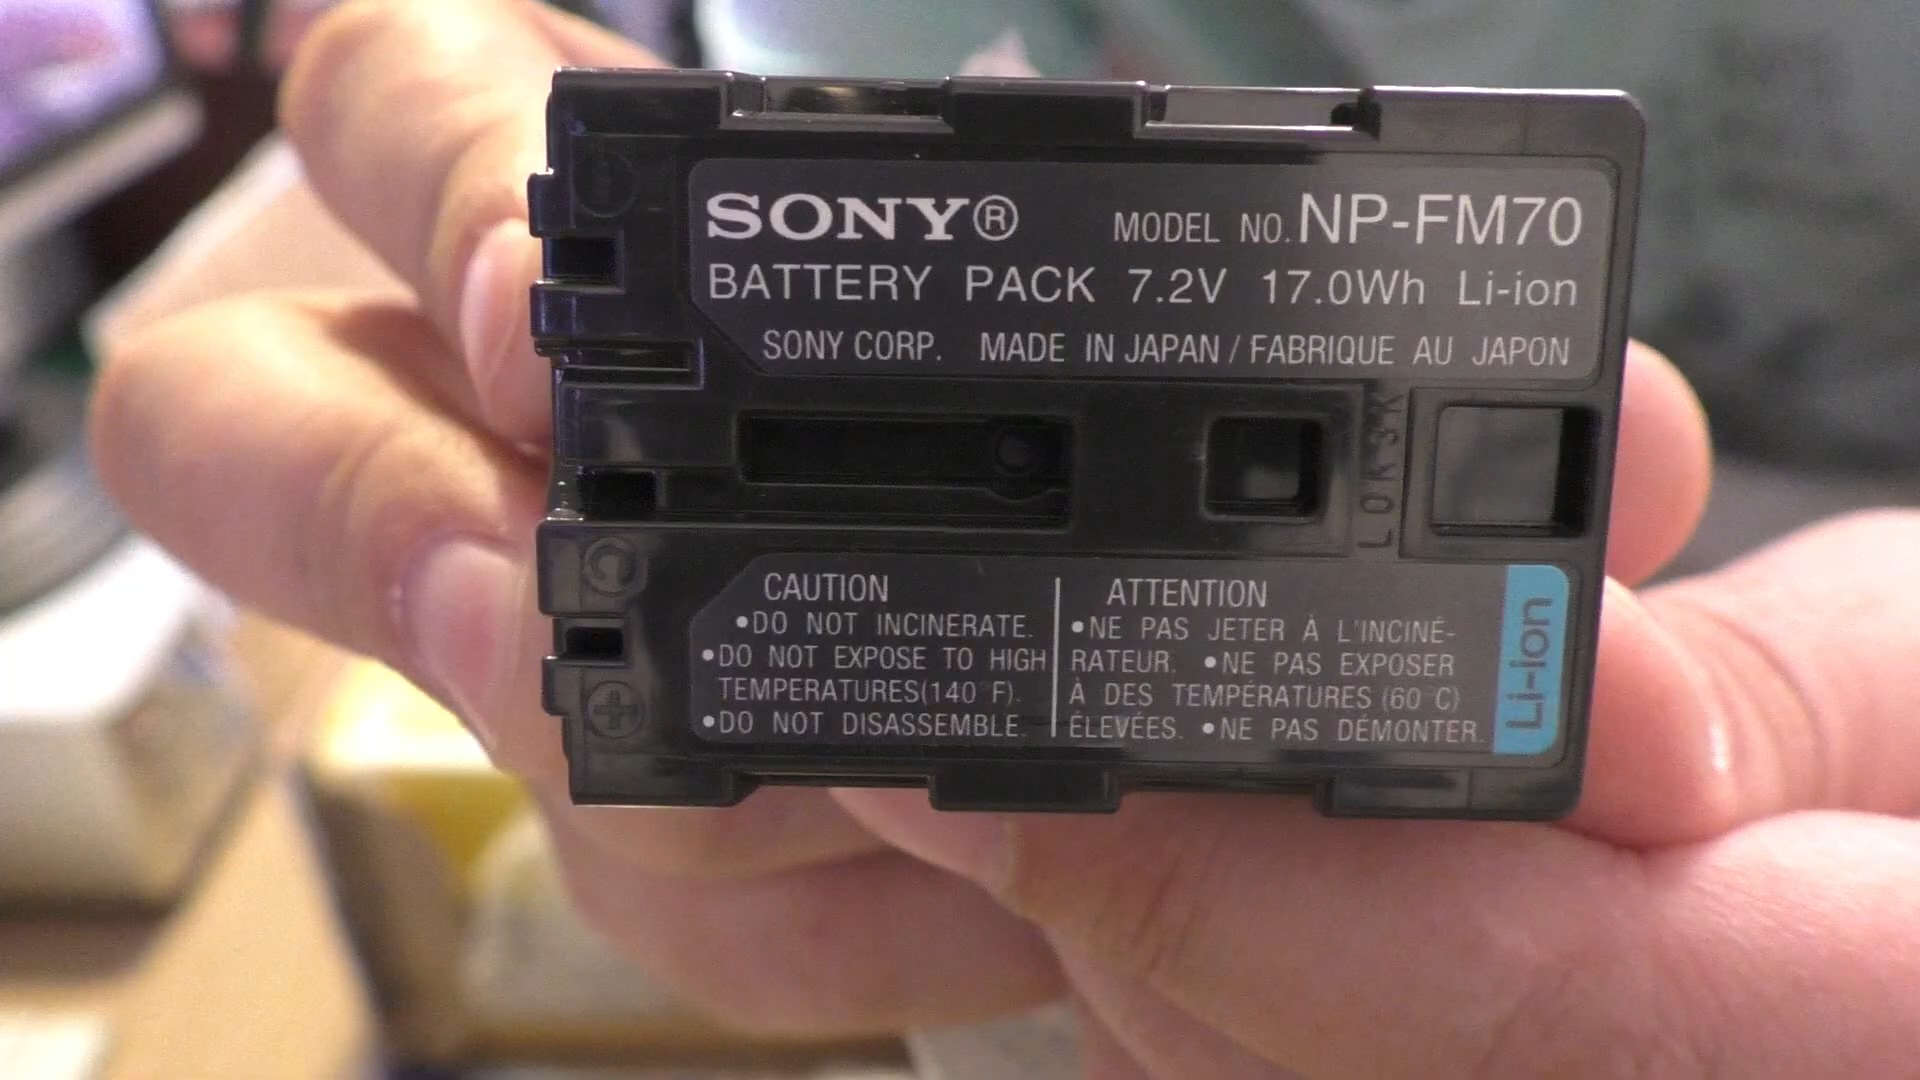 SONY® MODEL NO. NP-FM70
BATTERY PACK 7.2V 17.0Wh Li-ion
SONY CORP. MADE IN JAPAN / FABRIQUE AU JAPON
C
CAUTION
•DO NOT INCINERATE.
•DO NOT EXPOSE TO HIGH
TEMPERATURES(140°F).
•DO NOT DISASSEMBLE.
ATTENTION
•NE PAS JETER À L'INCINÉ-
RATEUR. •NE PAS EXPOSER
À DES TEMPÉRATURES (60°C)
ÉLEVÉES. •NE PAS DÉMONTER.
Li-ion